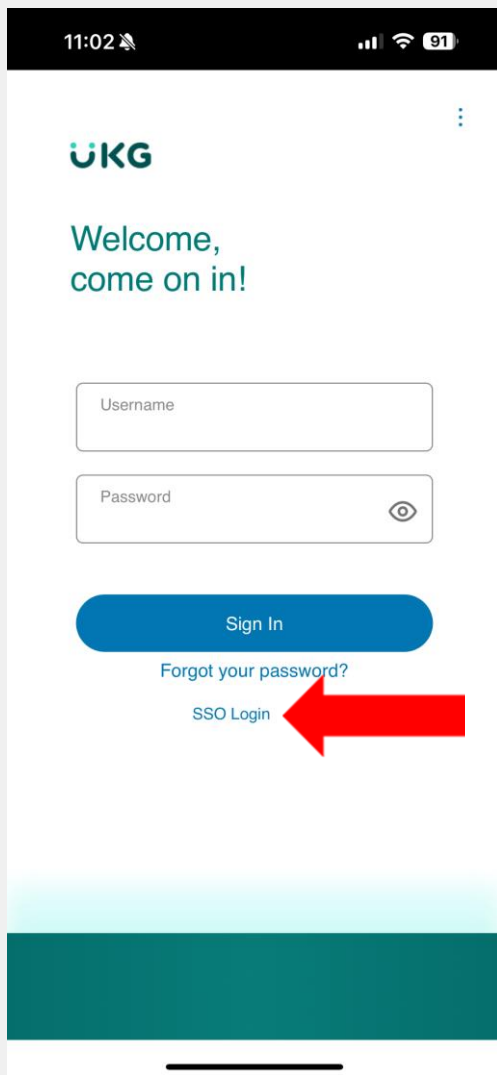 11:02
91
UKG
Welcome,
come on in!
Username
Password
Sign In
Forgot your password?
SSO Login